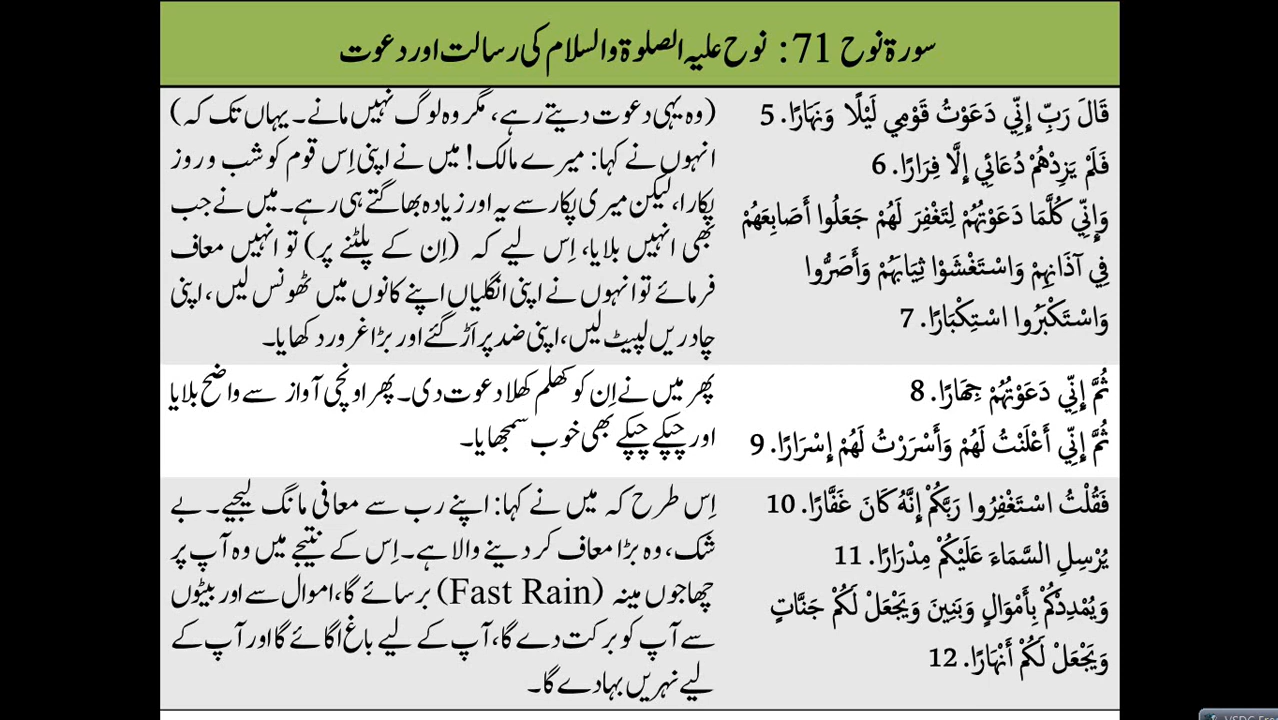 سورۃ نوح 71: نوح علیہ الصلوۃ والسلام کی رسالت اور دعوت
قَالَ رَبِّ إِنِّي دَعَوْتُ قَوْمِي لَيْلًا وَنَهَارًا. 5
فَلَمْ يَزِدْهُمْ دُعَائِي إِلَّا فِرَارًا. 6
وَإِنِّي كُلَّمَا دَعَوْتُهُمْ لِتَغْفِرَ لَهُمْ جَعَلُوا أَصَابِعَهُمْ
فِي آذَانِهِمْ وَاسْتَغْشَوْا ثِيَابَهُمْ وَأَصَرُّوا
وَاسْتَكْبَرُوا اسْتِكْبَارًا. 7
(وہ یہی دعوت دیتے رہے، مگر وہ لوگ نہیں مانے۔ یہاں تک کہ)
انہوں نے کہا: میرے مالک! میں نے اپنی اِس قوم کو شب و روز
پکارا، لیکن میری پکار سے یہ اور زیادہ بھاگتے ہی رہے۔ میں نے جب
بھی انہیں بلایا، اِس لیے کہ (اِن کے پلٹنے پر) تو انہیں معاف
فرمائے تو انہوں نے اپنی انگلیاں اپنے کانوں میں ٹھونس لیں، اپنی
چادریں لپیٹ لیں، اپنی ضد پر اَڑ گئے اور بڑا غرور دکھایا۔
ثُمَّ إِنِّي دَعَوْتُهُمْ جِهَارًا. 8
ثُمَّ إِنِّي أَعْلَنْتُ لَهُمْ وَأَسْرَرْتُ لَهُمْ إِسْرَارًا. 9
پھر میں نے اِن کو کھلم کھلا دعوت دی۔ پھر اونچی آواز سے واضح بلایا
اور چپکے چپکے بھی خوب سمجھایا۔
فَقُلْتُ اسْتَغْفِرُوا رَبَّكُمْ إِنَّهُ كَانَ غَفَّارًا. 10
يُرْسِلِ السَّمَاءَ عَلَيْكُمْ مِدْرَارًا. 11
وَيُمْدِدْكُمْ بِأَمْوَالٍ وَبَنِينَ وَيَجْعَلْ لَكُمْ جَنَّاتٍ
وَيَجْعَلْ لَكُمْ أَنْهَارًا. 12
اِس طرح کہ میں نے کہا: اپنے رب سے معافی مانگ لیجیے۔ بے
شک، وہ بڑا معاف کر دینے والا ہے۔ اِس کے نتیجے میں وہ آپ پر
چھاجوں مینہ (Fast Rain) برسائے گا، اموال سے اور بیٹوں
سے آپ کو برکت دے گا، آپ کے لیے باغ اگائے گا اور آپ کے
لیے نہریں بہا دے گا۔